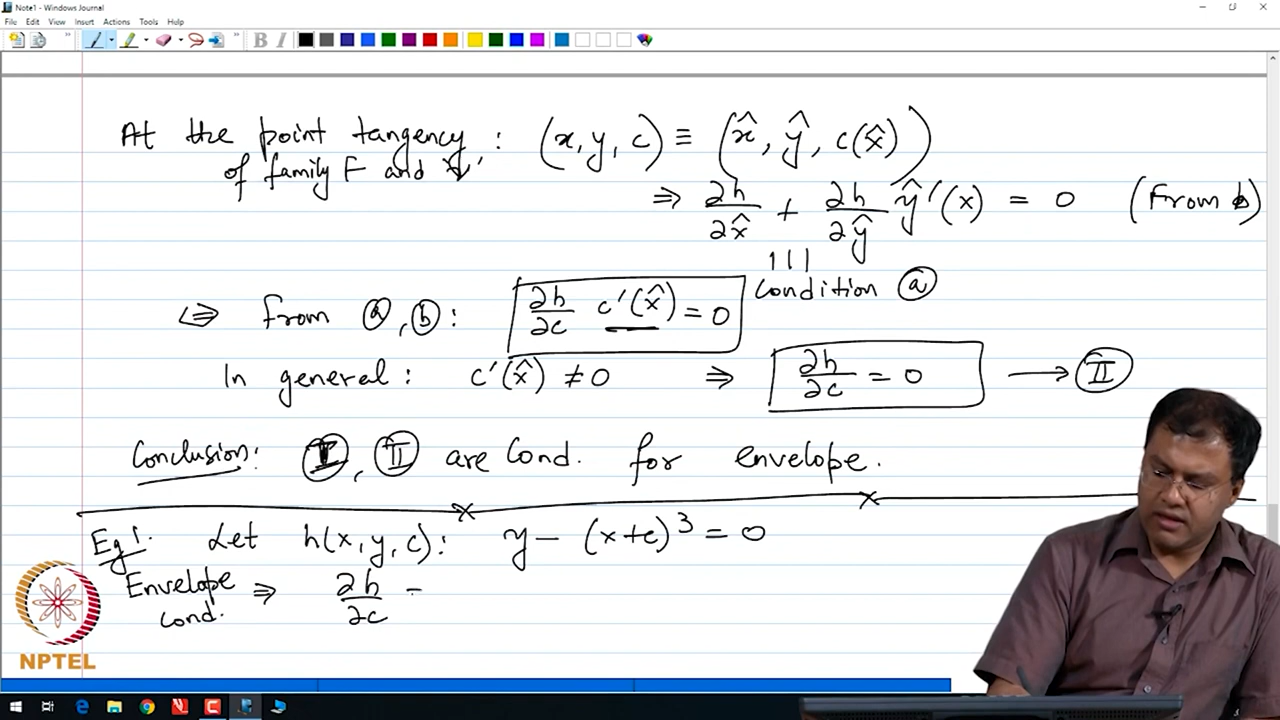 Note1 - Windows Journal
File Edit View Insert Actions Tools Help
At the point tangency : (x, y, c) ≡ (x̂, ŷ, c(x̂))
of family F and
⇒ ∂h/∂x̂ + ∂h/∂ŷ ŷ'(x) = 0 (From b)
condition ⓐ
⇔ from ⓐ, ⓑ : ∂h/∂c c'(x̂) = 0
In general : c'(x̂) ≠ 0 ⇒ ∂h/∂c = 0 → Ⅱ
Conclusion: Ⅰ, Ⅱ are Cond. for envelope.
Eg 1. Let h(x, y, c) : y − (x+c)³ = 0
Envelope ⇒ ∂h/∂c =
cond.
NPTEL